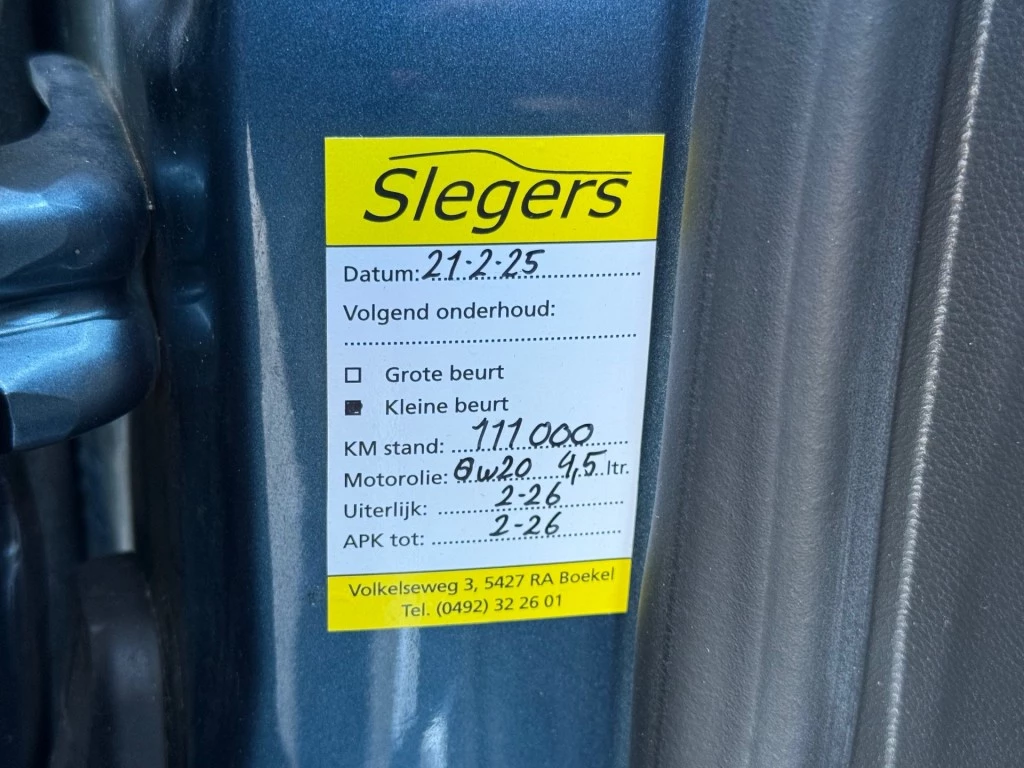 Slegers
Datum: 21-2-25
Volgend onderhoud:
Grote beurt
Kleine beurt
KM stand: 111000
Motorolie: 0w20 4,5 ltr.
Uiterlijk: 2-26
APK tot: 2-26
Volkelseweg 3, 5427 RA Boekel
Tel. (0492) 32 26 01